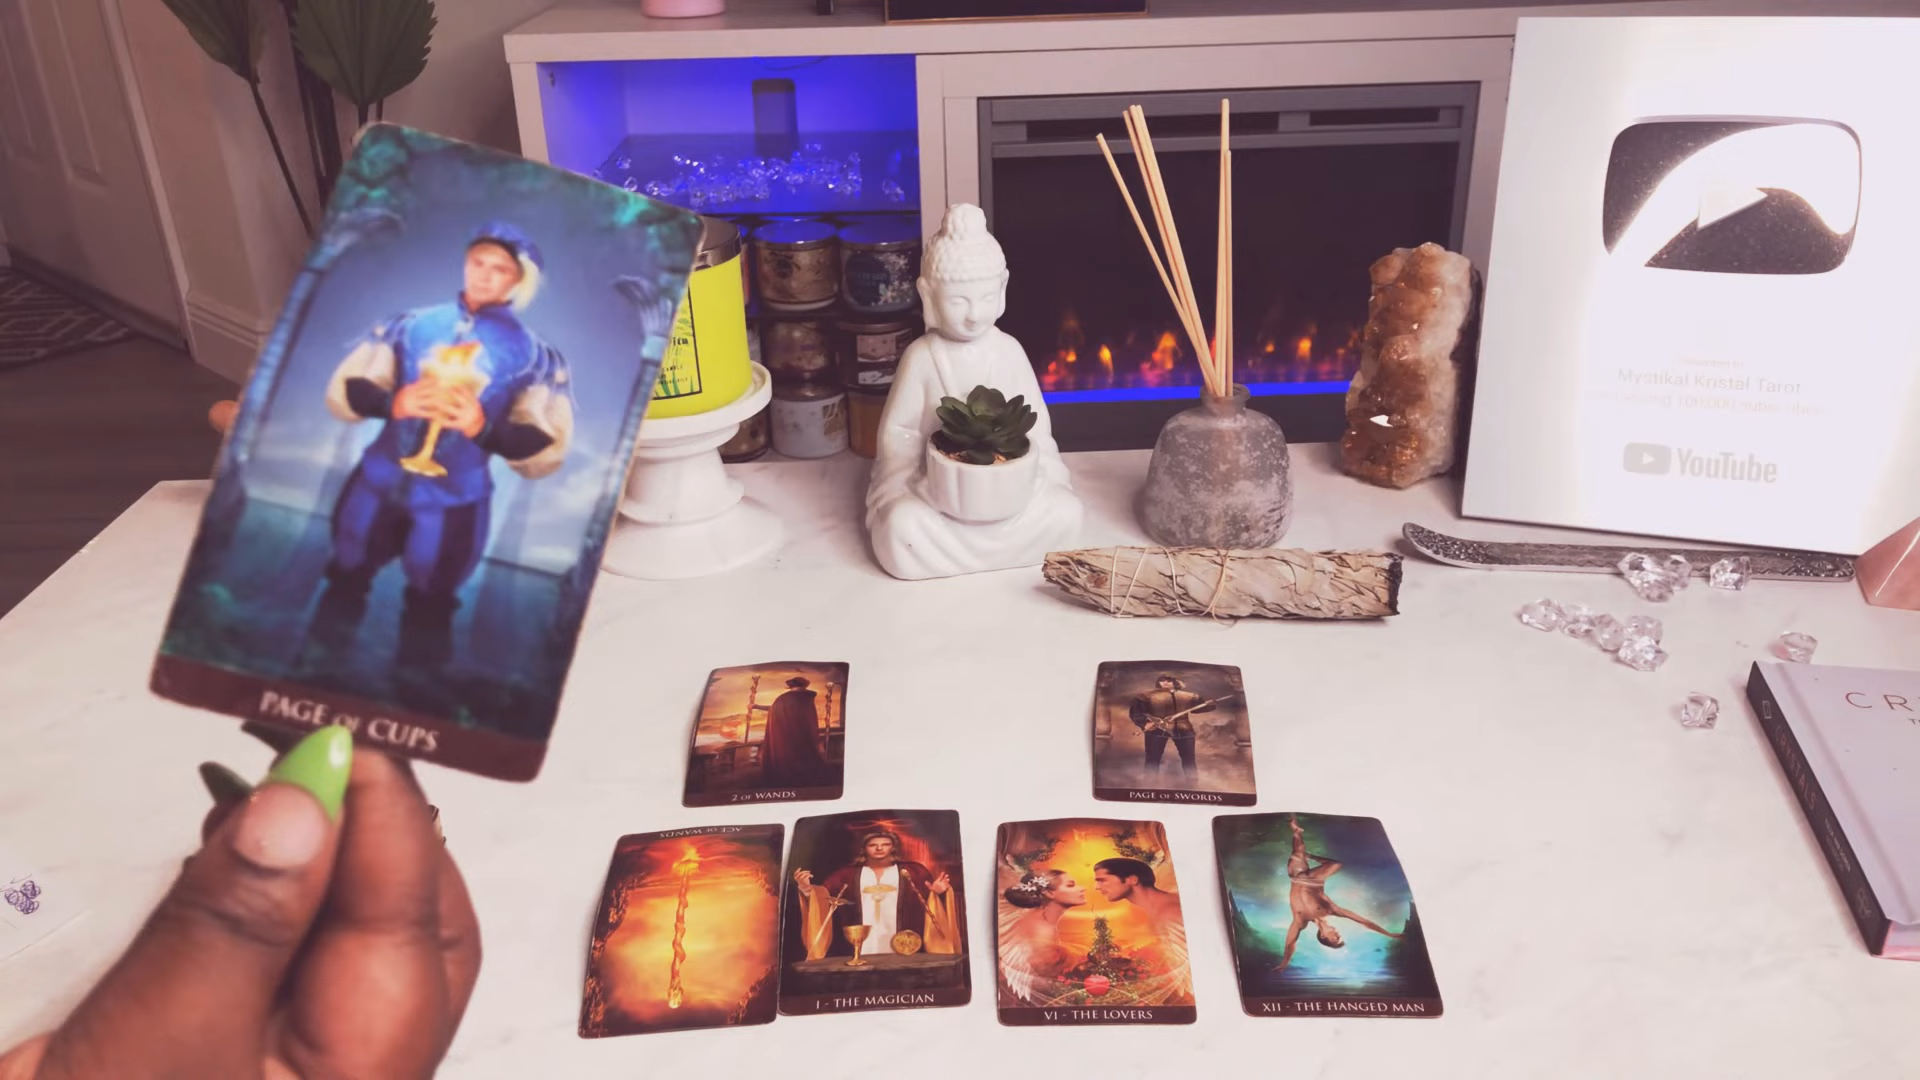 PAGE OF CUPS
Mystikal Kristal Tarot
YouTube
CRYSTALS
2 OF WANDS
PAGE OF SWORDS
ACE OF WANDS
I - THE MAGICIAN
VI - THE LOVERS
XII - THE HANGED MAN